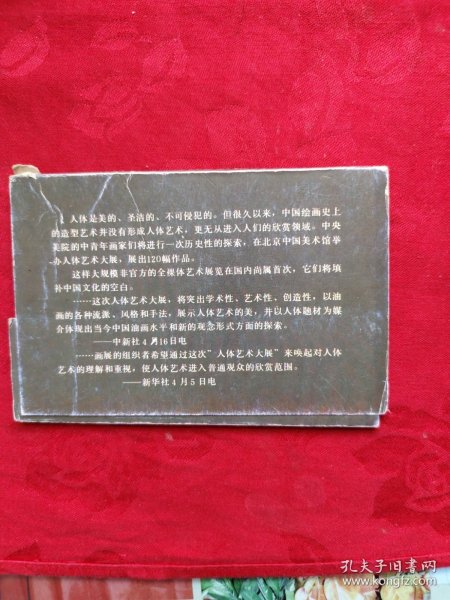 人体是美的、圣洁的、不可侵犯的。但很久以来，中国绘画史上
的造型艺术并没有形成人体艺术，更无从进入人们的欣赏领域。中央
美院的中青年画家们将进行一次历史性的探索，在北京中国美术馆举
办人体艺术大展，展出120幅作品。
这样大规模非官方的全裸体艺术展览在国内尚属首次，它们将填
补中国文化的空白。
……这次人体艺术大展，将突出学术性、艺术性、创造性，以油
画的各种流派、风格和手法，展示人体艺术的美，并以人体题材为媒
介体现出当今中国油画水平和新的观念形式方面的探索。
——中新社4月16日电
……画展的组织者希望通过这次“人体艺术大展”来唤起对人体
艺术的理解和重视，使人体艺术进入普通观众的欣赏范围。
——新华社4月5日电
孔夫子旧书网
www.kongfz.com